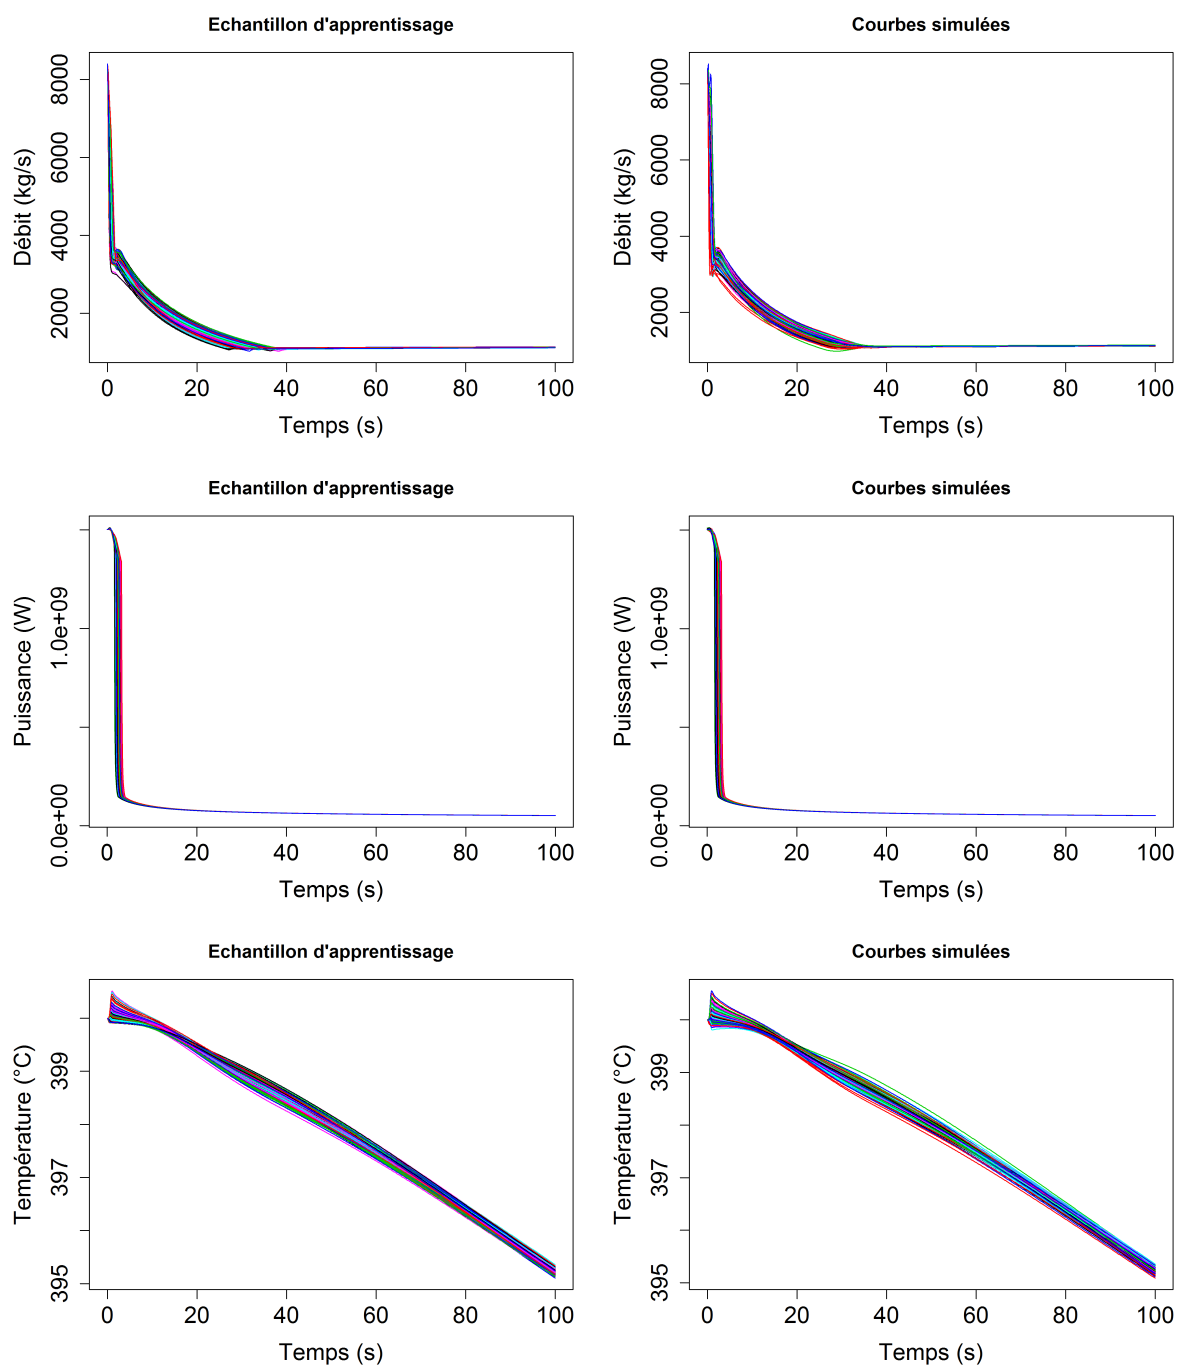 Echantillon d'apprentissage
Débit (kg/s)
8000
6000
4000
2000
0 20 40 60 80 100
Temps (s)
Courbes simulées
Débit (kg/s)
8000
6000
4000
2000
0 20 40 60 80 100
Temps (s)
Echantillon d'apprentissage
Puissance (W)
1.0e+09
0.0e+00
0 20 40 60 80 100
Temps (s)
Courbes simulées
Puissance (W)
1.0e+09
0.0e+00
0 20 40 60 80 100
Temps (s)
Echantillon d'apprentissage
Température (°C)
399
397
395
0 20 40 60 80 100
Temps (s)
Courbes simulées
Température (°C)
399
397
395
0 20 40 60 80 100
Temps (s)